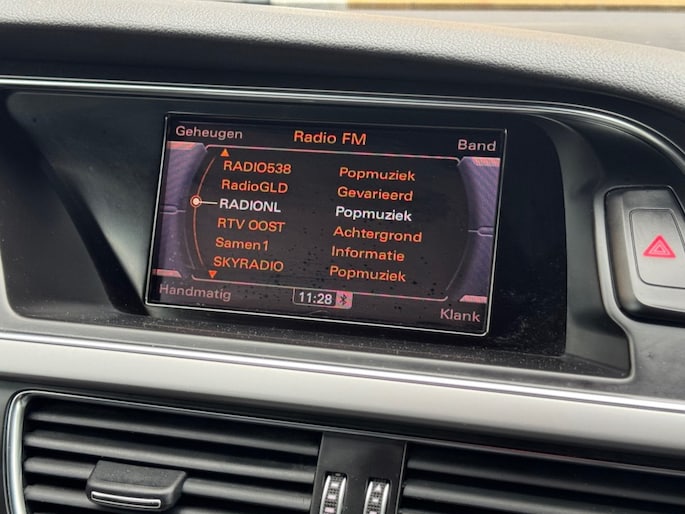 Geheugen Radio FM Band
RADIO538 Popmuziek
RadioGLD Gevarieerd
RADIONL Popmuziek
RTV OOST Achtergrond
Samen1 Informatie
SKYRADIO Popmuziek
Handmatig 11:28 Klank